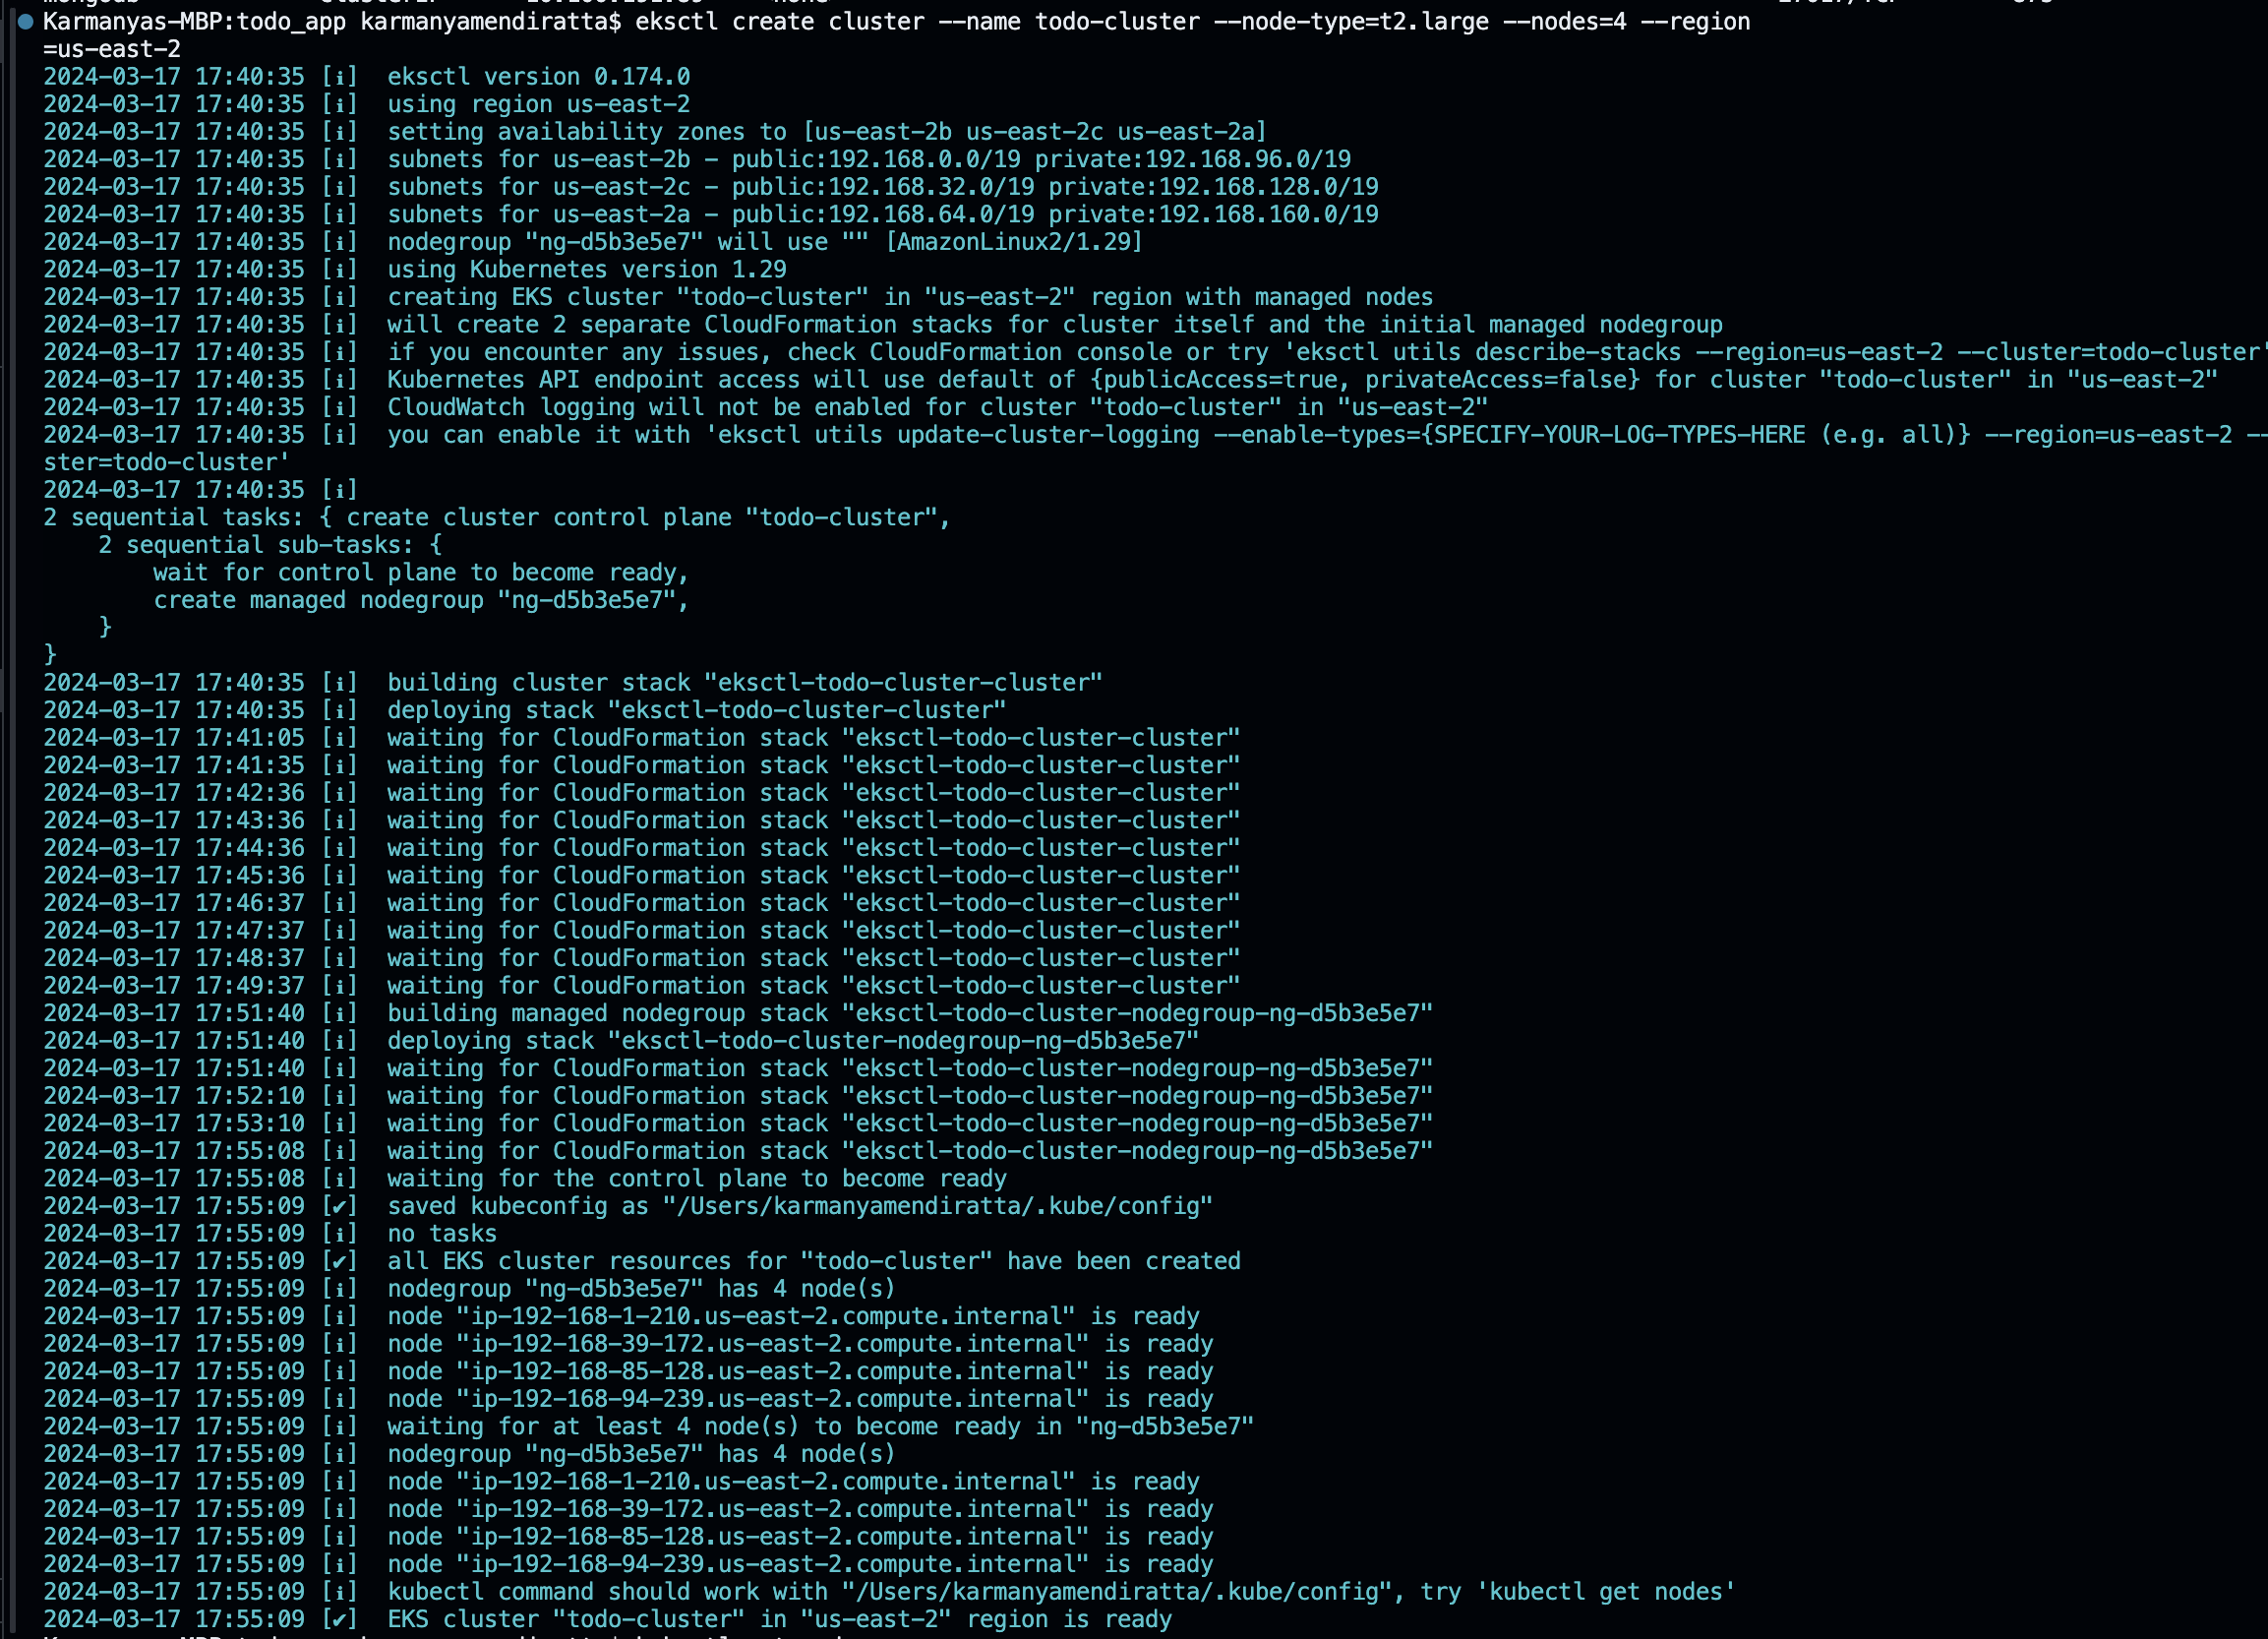 Karmanyas-MBP:todo_app karmanyamendiratta$ eksctl create cluster --name todo-cluster --node-type=t2.large --nodes=4 --region
=us-east-2
2024-03-17 17:40:35 [ℹ]  eksctl version 0.174.0
2024-03-17 17:40:35 [ℹ]  using region us-east-2
2024-03-17 17:40:35 [ℹ]  setting availability zones to [us-east-2b us-east-2c us-east-2a]
2024-03-17 17:40:35 [ℹ]  subnets for us-east-2b - public:192.168.0.0/19 private:192.168.96.0/19
2024-03-17 17:40:35 [ℹ]  subnets for us-east-2c - public:192.168.32.0/19 private:192.168.128.0/19
2024-03-17 17:40:35 [ℹ]  subnets for us-east-2a - public:192.168.64.0/19 private:192.168.160.0/19
2024-03-17 17:40:35 [ℹ]  nodegroup "ng-d5b3e5e7" will use "" [AmazonLinux2/1.29]
2024-03-17 17:40:35 [ℹ]  using Kubernetes version 1.29
2024-03-17 17:40:35 [ℹ]  creating EKS cluster "todo-cluster" in "us-east-2" region with managed nodes
2024-03-17 17:40:35 [ℹ]  will create 2 separate CloudFormation stacks for cluster itself and the initial managed nodegroup
2024-03-17 17:40:35 [ℹ]  if you encounter any issues, check CloudFormation console or try 'eksctl utils describe-stacks --region=us-east-2 --cluster=todo-cluster'
2024-03-17 17:40:35 [ℹ]  Kubernetes API endpoint access will use default of {publicAccess=true, privateAccess=false} for cluster "todo-cluster" in "us-east-2"
2024-03-17 17:40:35 [ℹ]  CloudWatch logging will not be enabled for cluster "todo-cluster" in "us-east-2"
2024-03-17 17:40:35 [ℹ]  you can enable it with 'eksctl utils update-cluster-logging --enable-types={SPECIFY-YOUR-LOG-TYPES-HERE (e.g. all)} --region=us-east-2 --
ster=todo-cluster'
2024-03-17 17:40:35 [ℹ]
2 sequential tasks: { create cluster control plane "todo-cluster",
    2 sequential sub-tasks: {
        wait for control plane to become ready,
        create managed nodegroup "ng-d5b3e5e7",
    }
}
2024-03-17 17:40:35 [ℹ]  building cluster stack "eksctl-todo-cluster-cluster"
2024-03-17 17:40:35 [ℹ]  deploying stack "eksctl-todo-cluster-cluster"
2024-03-17 17:41:05 [ℹ]  waiting for CloudFormation stack "eksctl-todo-cluster-cluster"
2024-03-17 17:41:35 [ℹ]  waiting for CloudFormation stack "eksctl-todo-cluster-cluster"
2024-03-17 17:42:36 [ℹ]  waiting for CloudFormation stack "eksctl-todo-cluster-cluster"
2024-03-17 17:43:36 [ℹ]  waiting for CloudFormation stack "eksctl-todo-cluster-cluster"
2024-03-17 17:44:36 [ℹ]  waiting for CloudFormation stack "eksctl-todo-cluster-cluster"
2024-03-17 17:45:36 [ℹ]  waiting for CloudFormation stack "eksctl-todo-cluster-cluster"
2024-03-17 17:46:37 [ℹ]  waiting for CloudFormation stack "eksctl-todo-cluster-cluster"
2024-03-17 17:47:37 [ℹ]  waiting for CloudFormation stack "eksctl-todo-cluster-cluster"
2024-03-17 17:48:37 [ℹ]  waiting for CloudFormation stack "eksctl-todo-cluster-cluster"
2024-03-17 17:49:37 [ℹ]  waiting for CloudFormation stack "eksctl-todo-cluster-cluster"
2024-03-17 17:51:40 [ℹ]  building managed nodegroup stack "eksctl-todo-cluster-nodegroup-ng-d5b3e5e7"
2024-03-17 17:51:40 [ℹ]  deploying stack "eksctl-todo-cluster-nodegroup-ng-d5b3e5e7"
2024-03-17 17:51:40 [ℹ]  waiting for CloudFormation stack "eksctl-todo-cluster-nodegroup-ng-d5b3e5e7"
2024-03-17 17:52:10 [ℹ]  waiting for CloudFormation stack "eksctl-todo-cluster-nodegroup-ng-d5b3e5e7"
2024-03-17 17:53:10 [ℹ]  waiting for CloudFormation stack "eksctl-todo-cluster-nodegroup-ng-d5b3e5e7"
2024-03-17 17:55:08 [ℹ]  waiting for CloudFormation stack "eksctl-todo-cluster-nodegroup-ng-d5b3e5e7"
2024-03-17 17:55:08 [ℹ]  waiting for the control plane to become ready
2024-03-17 17:55:09 [✔]  saved kubeconfig as "/Users/karmanyamendiratta/.kube/config"
2024-03-17 17:55:09 [ℹ]  no tasks
2024-03-17 17:55:09 [✔]  all EKS cluster resources for "todo-cluster" have been created
2024-03-17 17:55:09 [ℹ]  nodegroup "ng-d5b3e5e7" has 4 node(s)
2024-03-17 17:55:09 [ℹ]  node "ip-192-168-1-210.us-east-2.compute.internal" is ready
2024-03-17 17:55:09 [ℹ]  node "ip-192-168-39-172.us-east-2.compute.internal" is ready
2024-03-17 17:55:09 [ℹ]  node "ip-192-168-85-128.us-east-2.compute.internal" is ready
2024-03-17 17:55:09 [ℹ]  node "ip-192-168-94-239.us-east-2.compute.internal" is ready
2024-03-17 17:55:09 [ℹ]  waiting for at least 4 node(s) to become ready in "ng-d5b3e5e7"
2024-03-17 17:55:09 [ℹ]  nodegroup "ng-d5b3e5e7" has 4 node(s)
2024-03-17 17:55:09 [ℹ]  node "ip-192-168-1-210.us-east-2.compute.internal" is ready
2024-03-17 17:55:09 [ℹ]  node "ip-192-168-39-172.us-east-2.compute.internal" is ready
2024-03-17 17:55:09 [ℹ]  node "ip-192-168-85-128.us-east-2.compute.internal" is ready
2024-03-17 17:55:09 [ℹ]  node "ip-192-168-94-239.us-east-2.compute.internal" is ready
2024-03-17 17:55:09 [ℹ]  kubectl command should work with "/Users/karmanyamendiratta/.kube/config", try 'kubectl get nodes'
2024-03-17 17:55:09 [✔]  EKS cluster "todo-cluster" in "us-east-2" region is ready